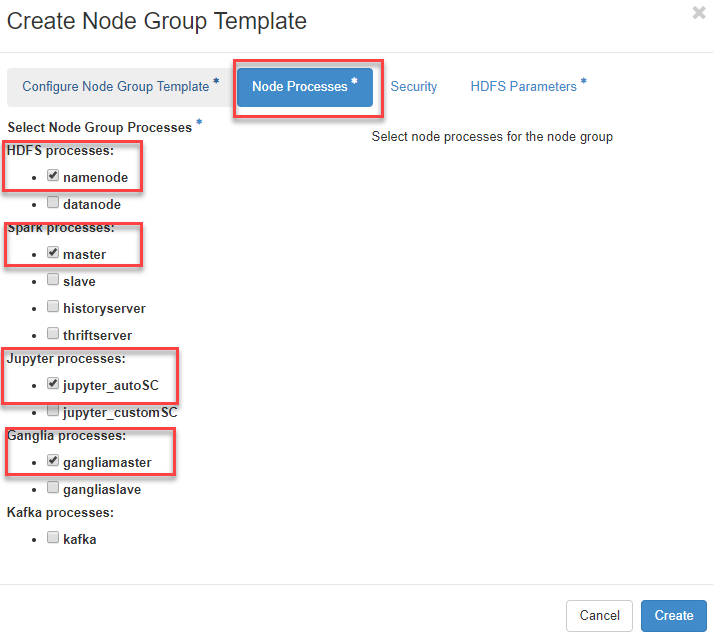 Create Node Group Template
Configure Node Group Template * Node Processes * Security HDFS Parameters *
Select Node Group Processes *
Select node processes for the node group
HDFS processes:
namenode
datanode
Spark processes:
master
slave
historyserver
thriftserver
Jupyter processes:
jupyter_autoSC
jupyter_customSC
Ganglia processes:
gangliamaster
gangliaslave
Kafka processes:
kafka
Cancel Create